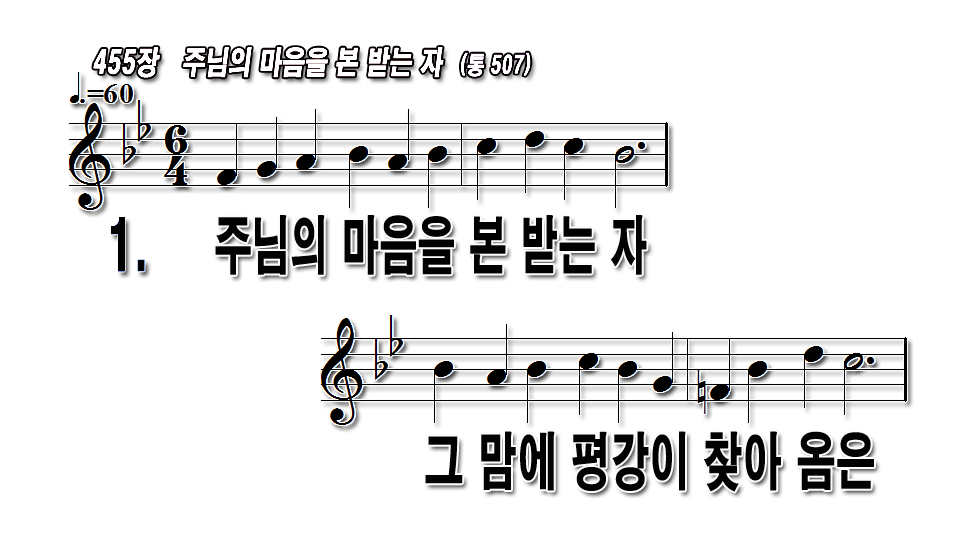 455장 주님의 마음을 본 받는 자 (통 507)
♩.=60
6
4
1. 주님의 마음을 본 받는 자
그 맘에 평강이 찾아 옴은